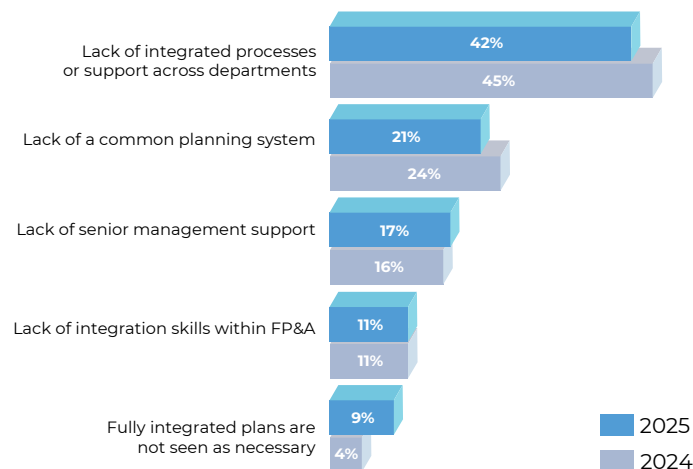 Lack of integrated processes
or support across departments
42%
45%
Lack of a common planning system
21%
24%
Lack of senior management support
17%
16%
Lack of integration skills within FP&A
11%
11%
Fully integrated plans are
not seen as necessary
9%
4%
2025
2024